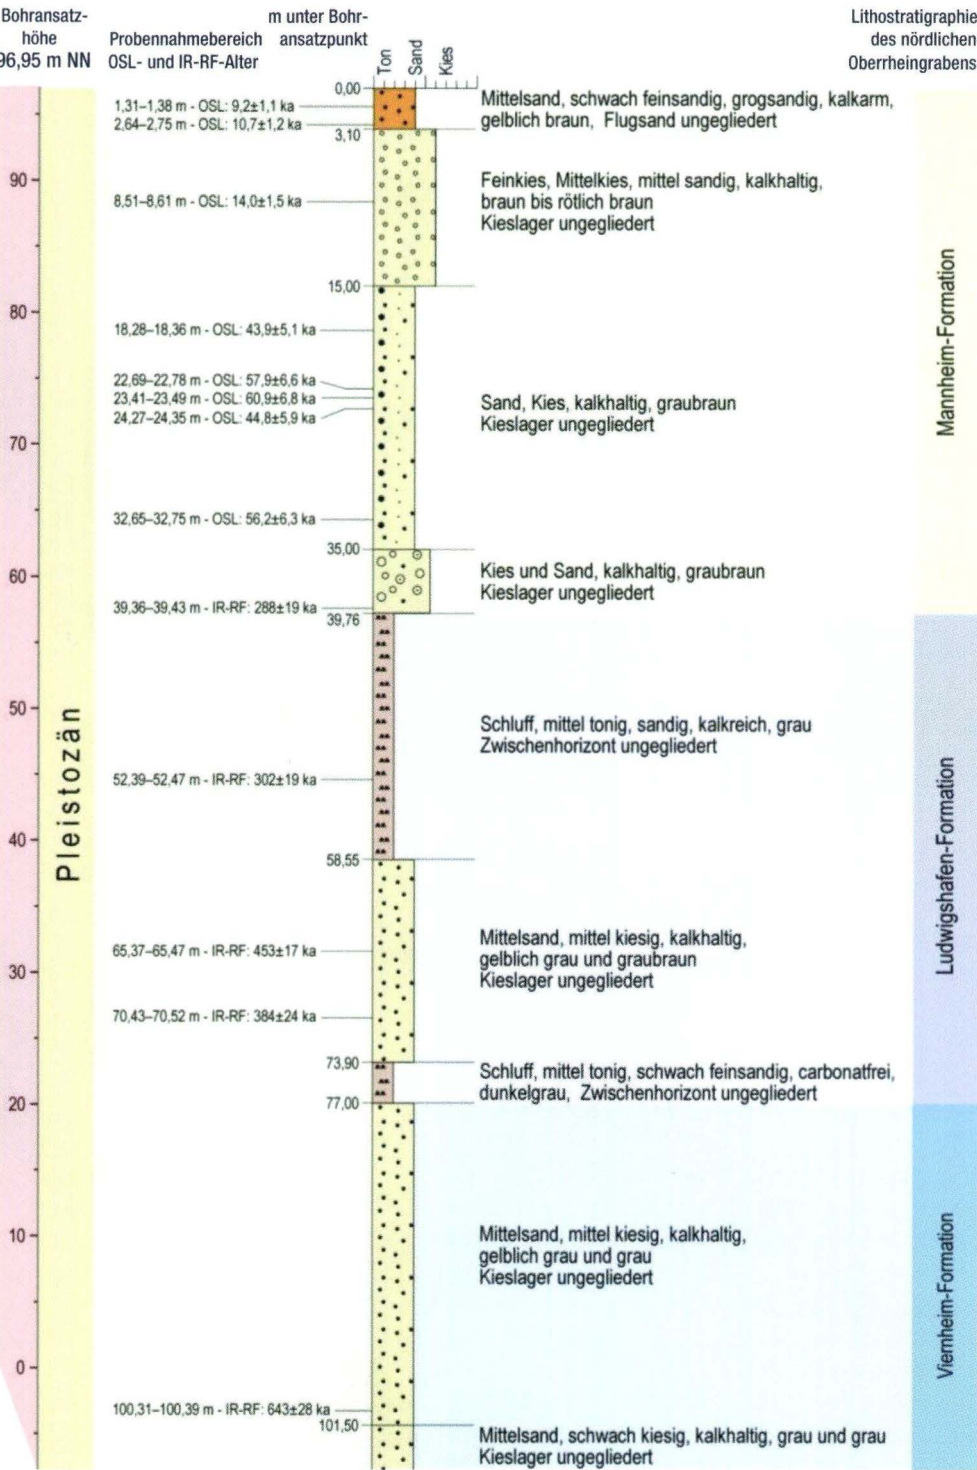 Bohransatz-
höhe
96,95 m NN
Probennahmebereich
OSL- und IR-RF-Alter
m unter Bohr-
ansatzpunkt
Ton
Sand
Kies
Lithostratigraphie
des nördlichen
Oberrheingrabens
0,00
1,31–1,38 m - OSL: 9,2±1,1 ka
2,64–2,75 m - OSL: 10,7±1,2 ka
3,10
Mittelsand, schwach feinsandig, grogsandig, kalkarm,
gelblich braun, Flugsand ungegliedert
90
8,51–8,61 m - OSL: 14,0±1,5 ka
Feinkies, Mittelkies, mittel sandig, kalkhaltig,
braun bis rötlich braun
Kieslager ungegliedert
15,00
80
18,28–18,36 m - OSL: 43,9±5,1 ka
22,69–22,78 m - OSL: 57,9±6,6 ka
23,41–23,49 m - OSL: 60,9±6,8 ka
24,27–24,35 m - OSL: 44,8±5,9 ka
Sand, Kies, kalkhaltig, graubraun
Kieslager ungegliedert
70
32,65–32,75 m - OSL: 56,2±6,3 ka
35,00
Mannheim-Formation
60
Kies und Sand, kalkhaltig, graubraun
Kieslager ungegliedert
39,36–39,43 m - IR-RF: 288±19 ka
39,76
50
Schluff, mittel tonig, sandig, kalkreich, grau
Zwischenhorizont ungegliedert
Pleistozän
52,39–52,47 m - IR-RF: 302±19 ka
40
58,55
Ludwigshafen-Formation
65,37–65,47 m - IR-RF: 453±17 ka
Mittelsand, mittel kiesig, kalkhaltig,
gelblich grau und graubraun
Kieslager ungegliedert
30
70,43–70,52 m - IR-RF: 384±24 ka
73,90
Schluff, mittel tonig, schwach feinsandig, carbonatfrei,
dunkelgrau, Zwischenhorizont ungegliedert
77,00
20
10
Mittelsand, mittel kiesig, kalkhaltig,
gelblich grau und grau
Kieslager ungegliedert
Viernheim-Formation
0
100,31–100,39 m - IR-RF: 643±28 ka
101,50
Mittelsand, schwach kiesig, kalkhaltig, grau und grau
Kieslager ungegliedert